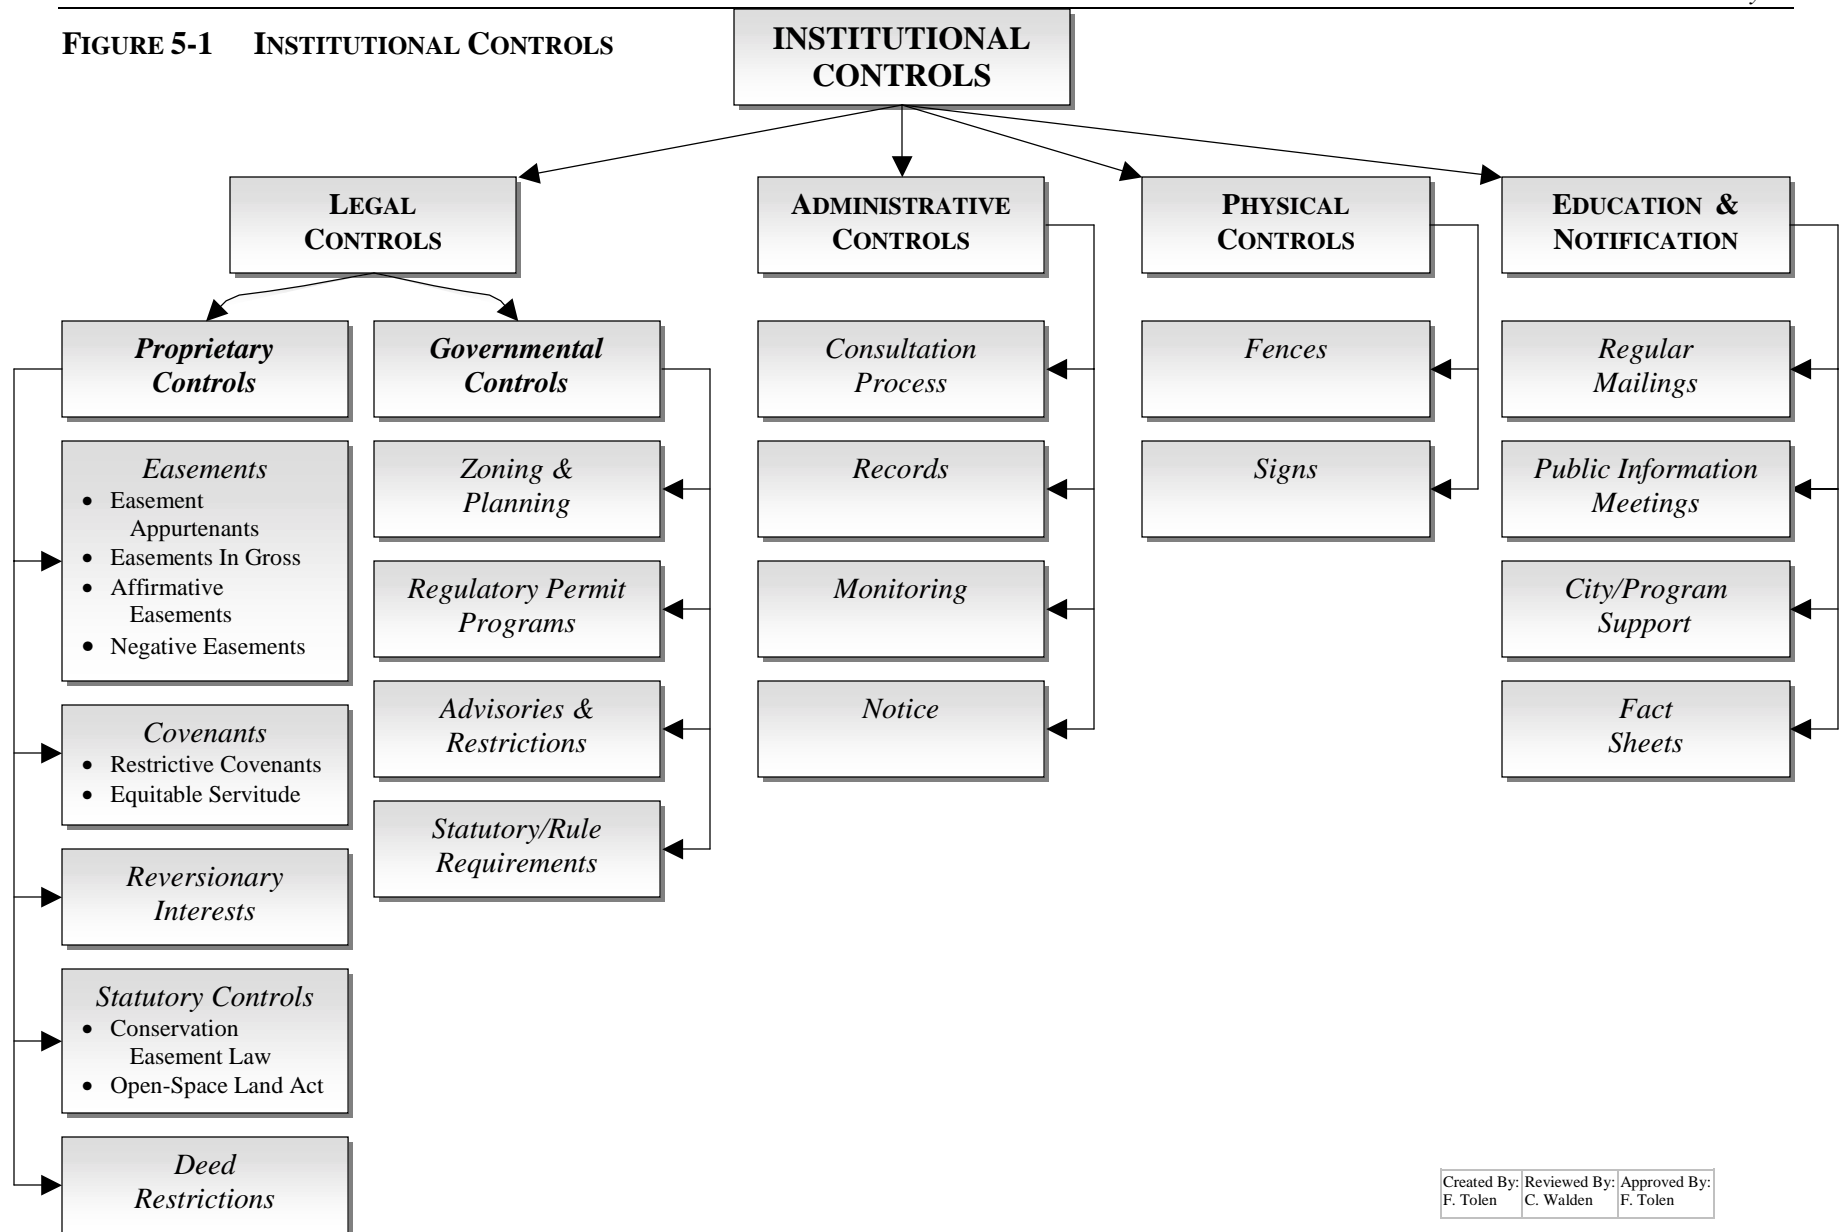 FIGURE 5-1 INSTITUTIONAL CONTROLS
INSTITUTIONAL
CONTROLS
LEGAL
CONTROLS
ADMINISTRATIVE
CONTROLS
PHYSICAL
CONTROLS
EDUCATION &
NOTIFICATION
Proprietary
Controls
Easements
• Easement
Appurtenants
• Easements In Gross
• Affirmative
Easements
• Negative Easements
Covenants
• Restrictive Covenants
• Equitable Servitude
Reversionary
Interests
Statutory Controls
• Conservation
Easement Law
• Open-Space Land Act
Deed
Restrictions
Governmental
Controls
Zoning &
Planning
Regulatory Permit
Programs
Advisories &
Restrictions
Statutory/Rule
Requirements
Consultation
Process
Records
Monitoring
Notice
Fences
Signs
Regular
Mailings
Public Information
Meetings
City/Program
Support
Fact
Sheets
Created By: Reviewed By: Approved By:
F. Tolen C. Walden F. Tolen